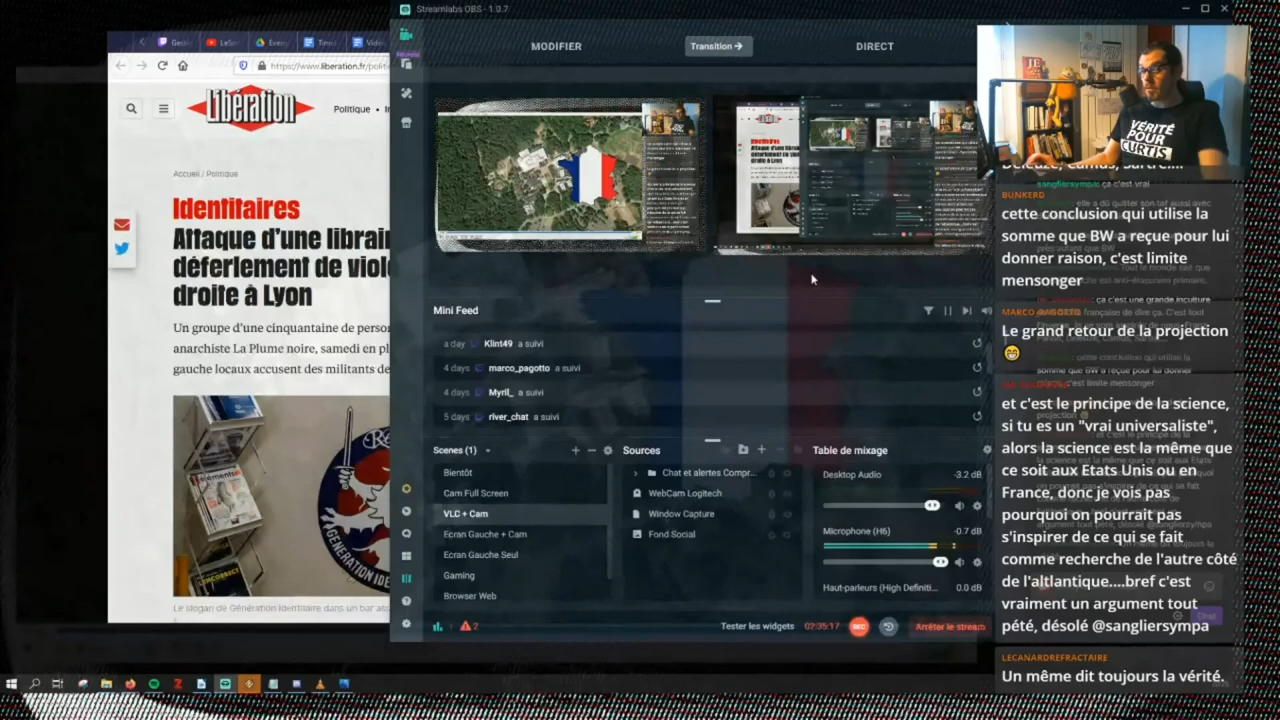 Streamlabs OBS - 1.0.7
MODIFIER
Transition
DIRECT
https://www.liberation.fr/polit
Libération
Politique
Accueil / Politique
Identitaires
Attaque d'une librai
déferlement de viol
droite à Lyon
Un groupe d'une cinquantaine de person
anarchiste La Plume noire, samedi en pl
gauche locaux accusent des militants de
éléments
L'INCORRECT
Le slogan de Génération identitaire dans un bar ass
Mini Feed
a day Klint49 a suivi
4 days marco_pagotto a suivi
4 days Myril_ a suivi
5 days river_chat a suivi
Scenes (1)
Bientôt
Cam Full Screen
VLC + Cam
Ecran Gauche + Cam
Ecran Gauche Seul
Gaming
Browser Web
Sources
Chat et alertes Compr...
WebCam Logitech
Window Capture
Fond Social
Table de mixage
Desktop Audio -3.2 dB
Microphone (H6) -0.7 dB
Haut-parleurs (High Definiti... 0.0 dB
2
Tester les widgets
02:35:17
REC
Arrêter le stream
VÉRITÉ
POUR
CURTIS
Deleuze, Camus, Sartre....
BUNKERD
cette conclusion qui utilise la
somme que BW a reçue pour lui
donner raison, c'est limite
mensonger
MARCO_PAGOTTO
Le grand retour de la projection
et c'est le principe de la science,
si tu es un "vrai universaliste",
alors la science est la même que
ce soit aux Etats Unis ou en
France, donc je vois pas
pourquoi on pourrait pas
s'inspirer de ce qui se fait
comme recherche de l'autre côté
de l'altlantique....bref c'est
vraiment un argument tout
pété, désolé @sangliersympa
LECANARDREFRACTAIRE
Un même dit toujours la vérité.